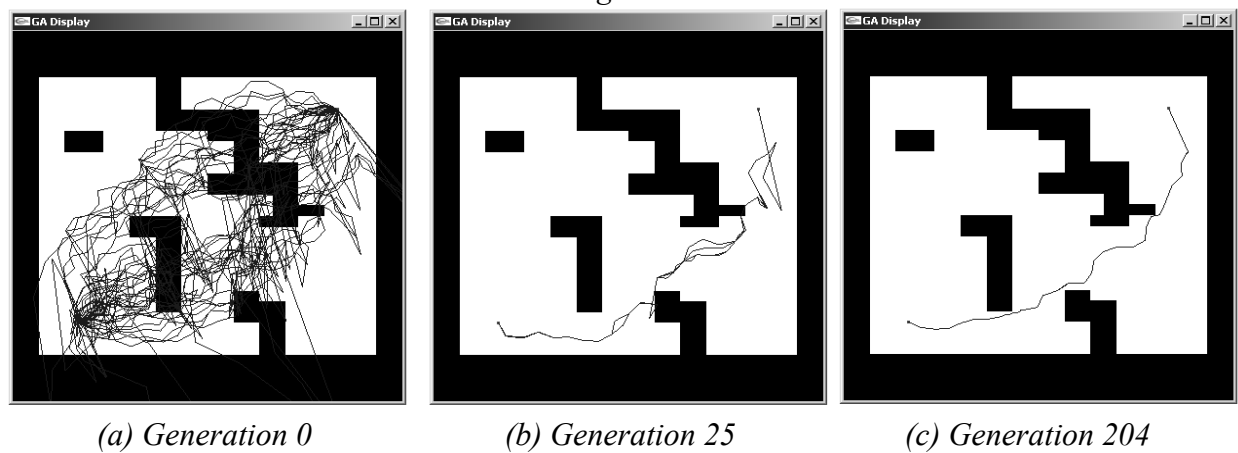 GA Display
GA Display
GA Display
(a) Generation 0
(b) Generation 25
(c) Generation 204